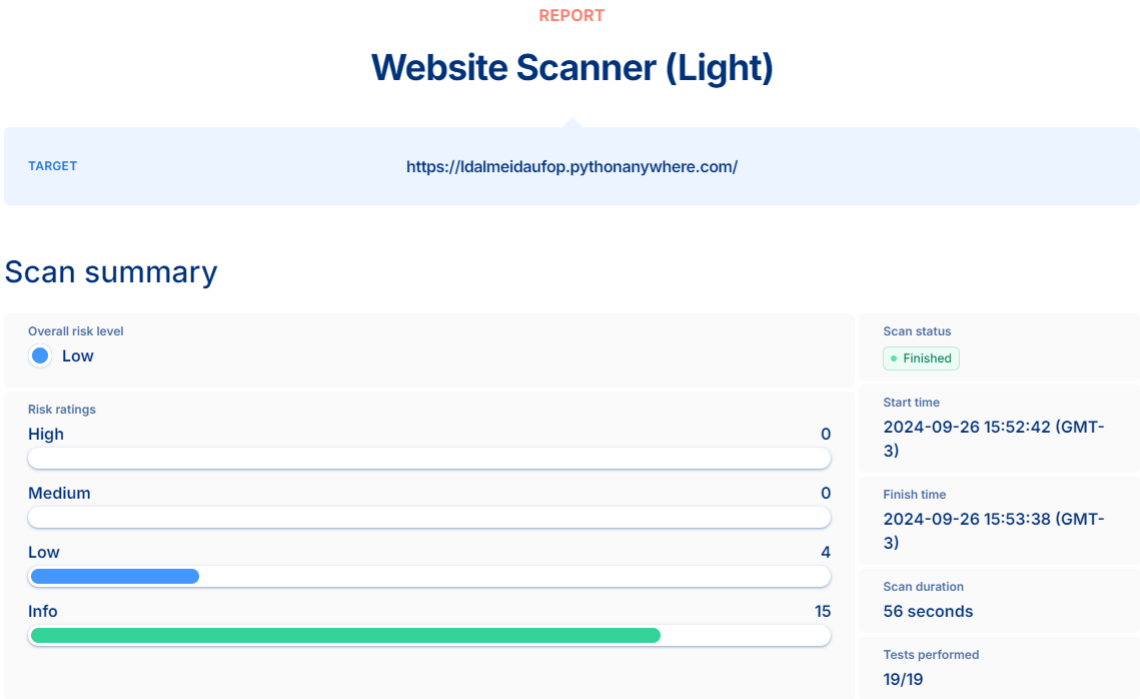 REPORT
Website Scanner (Light)
TARGET
https://ldalmeidaufop.pythonanywhere.com/
Scan summary
Overall risk level
Low
Risk ratings
High 0
Medium 0
Low 4
Info 15
Scan status
Finished
Start time
2024-09-26 15:52:42 (GMT-
3)
Finish time
2024-09-26 15:53:38 (GMT-
3)
Scan duration
56 seconds
Tests performed
19/19